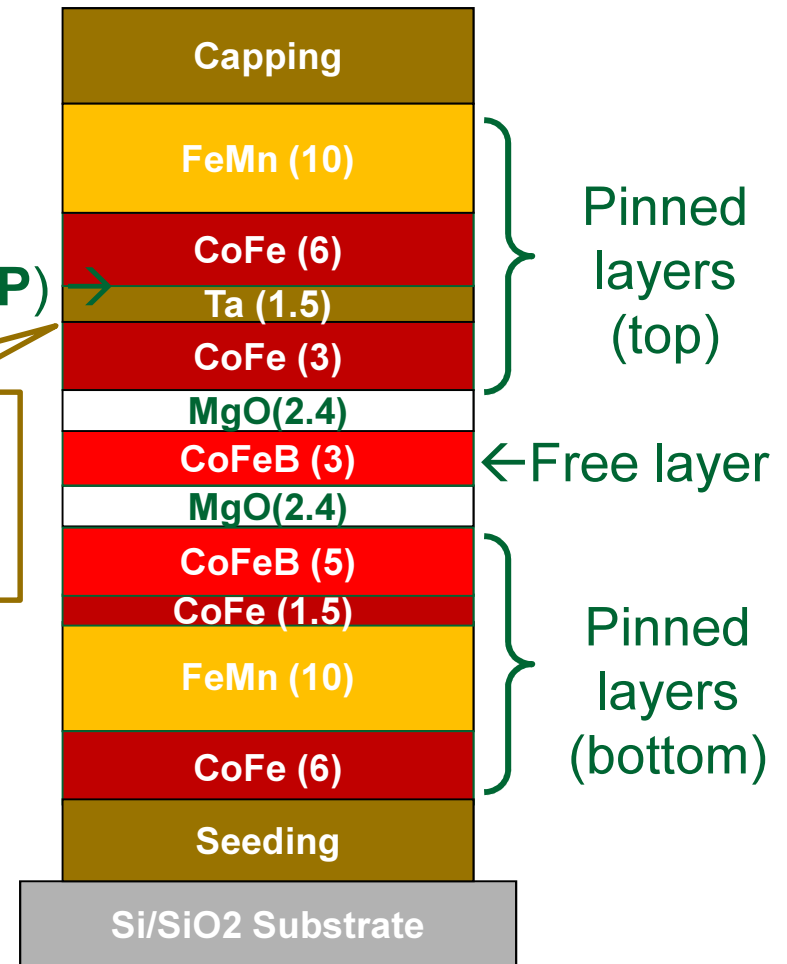 Capping
FeMn (10)
CoFe (6)
P) →
Ta (1.5)
CoFe (3)
Pinned
layers
(top)
MgO(2.4)
CoFeB (3)
←Free layer
MgO(2.4)
CoFeB (5)
CoFe (1.5)
FeMn (10)
CoFe (6)
Pinned
layers
(bottom)
Seeding
Si/SiO2 Substrate